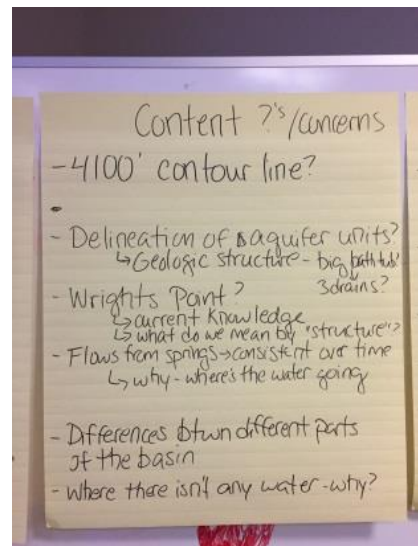 Content ?'s/concerns
- 4100' contour line?
-
- Delineation of aquifer units?
↳ Geologic structure - big bath tub?
3 drains?
- Wrights Point?
↳ current knowledge
↳ what do we mean by "structure"?
- Flows from springs → consistent over time
↳ why - where's the water going
- Differences btwn different parts
of the basin
- Where there isn't any water - why?